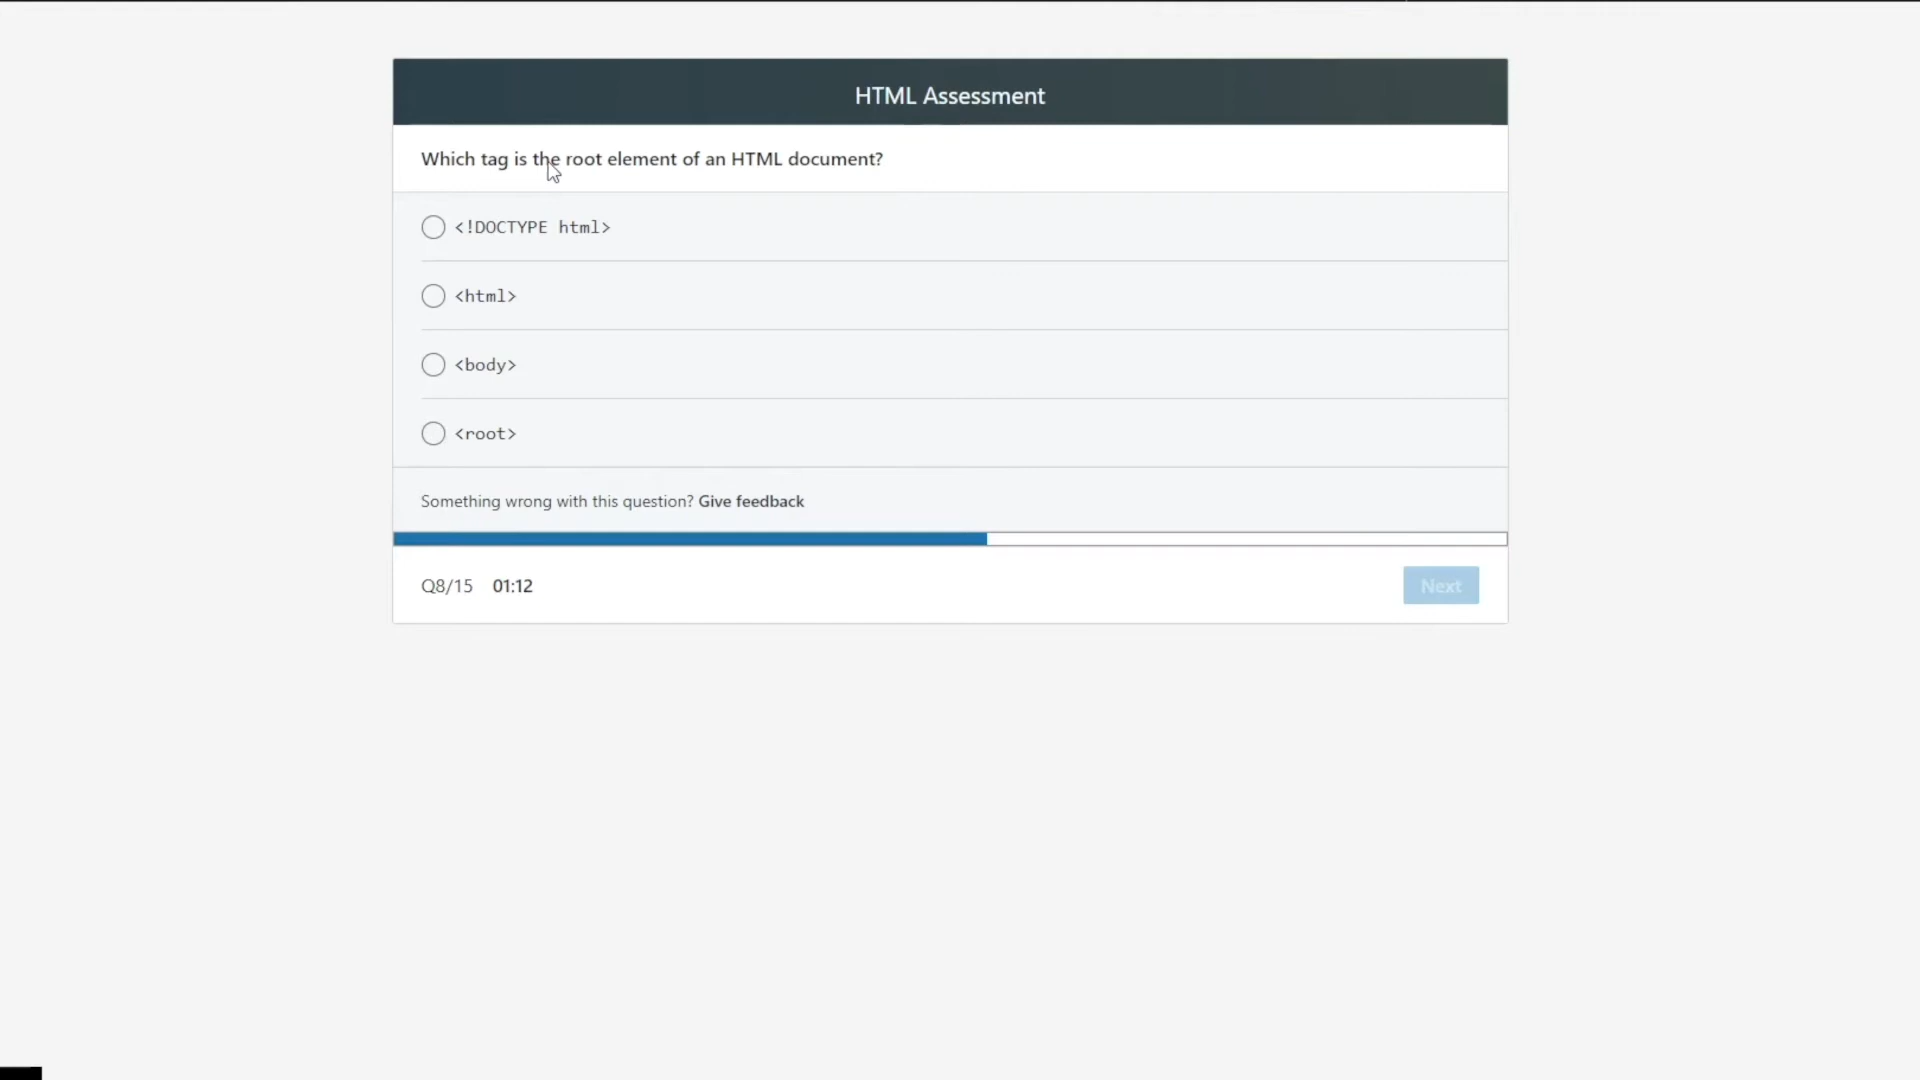 HTML Assessment
Which tag is the root element of an HTML document?
<!DOCTYPE html>
<html>
<body>
<root>
Something wrong with this question? Give feedback
Q8/15 01:12
Next